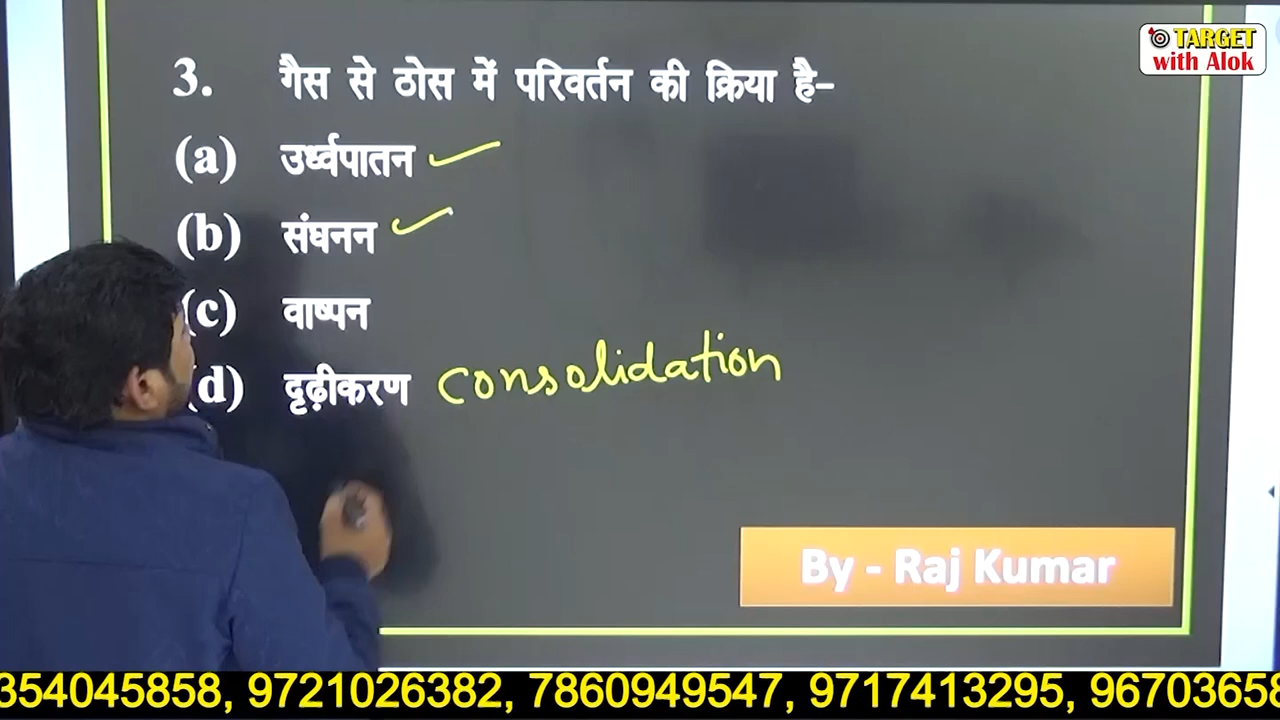 TARGET
with Alok
3. गैस से ठोस में परिवर्तन की क्रिया है-
(a) उर्ध्वपातन
(b) संघनन
(c) वाष्पन
(d) दृढ़ीकरण consolidation
By - Raj Kumar
354045858, 9721026382, 7860949547, 9717413295, 96703658